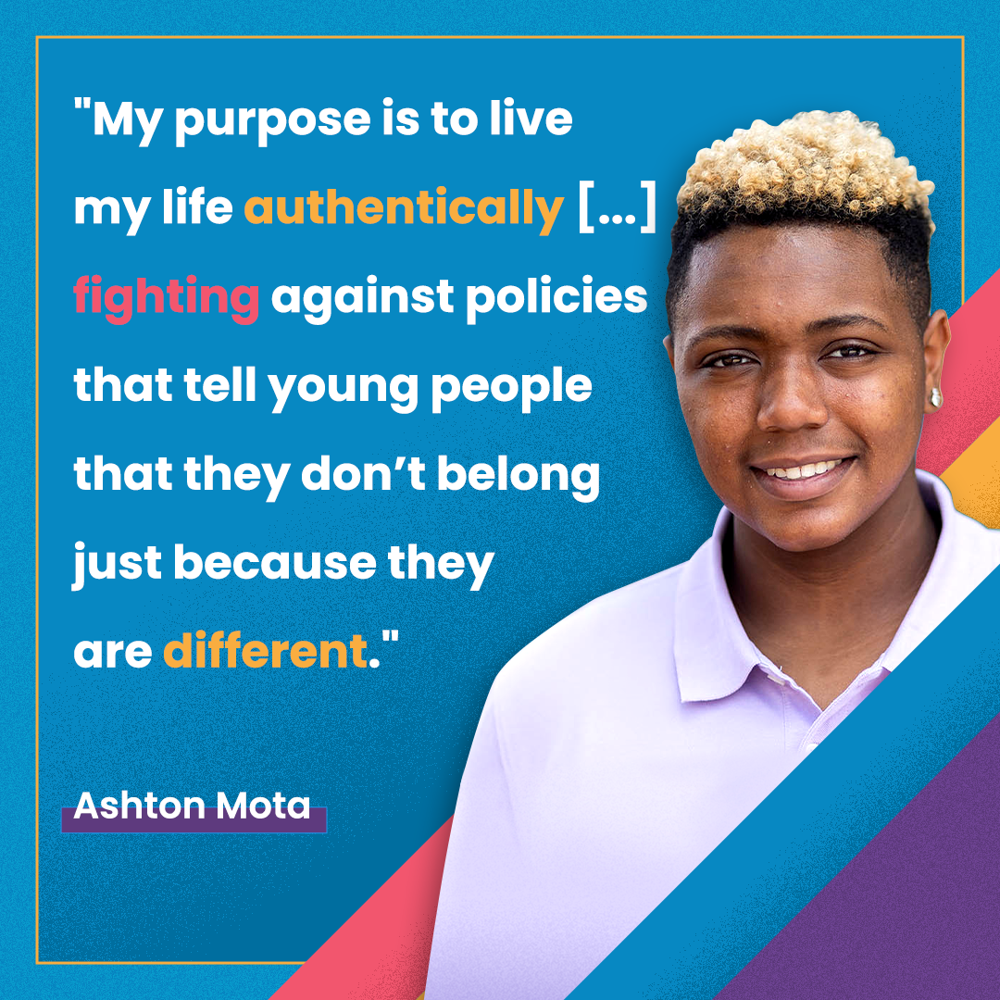 "My purpose is to live
my life authentically [...]
fighting against policies
that tell young people
that they don’t belong
just because they
are different."
Ashton Mota